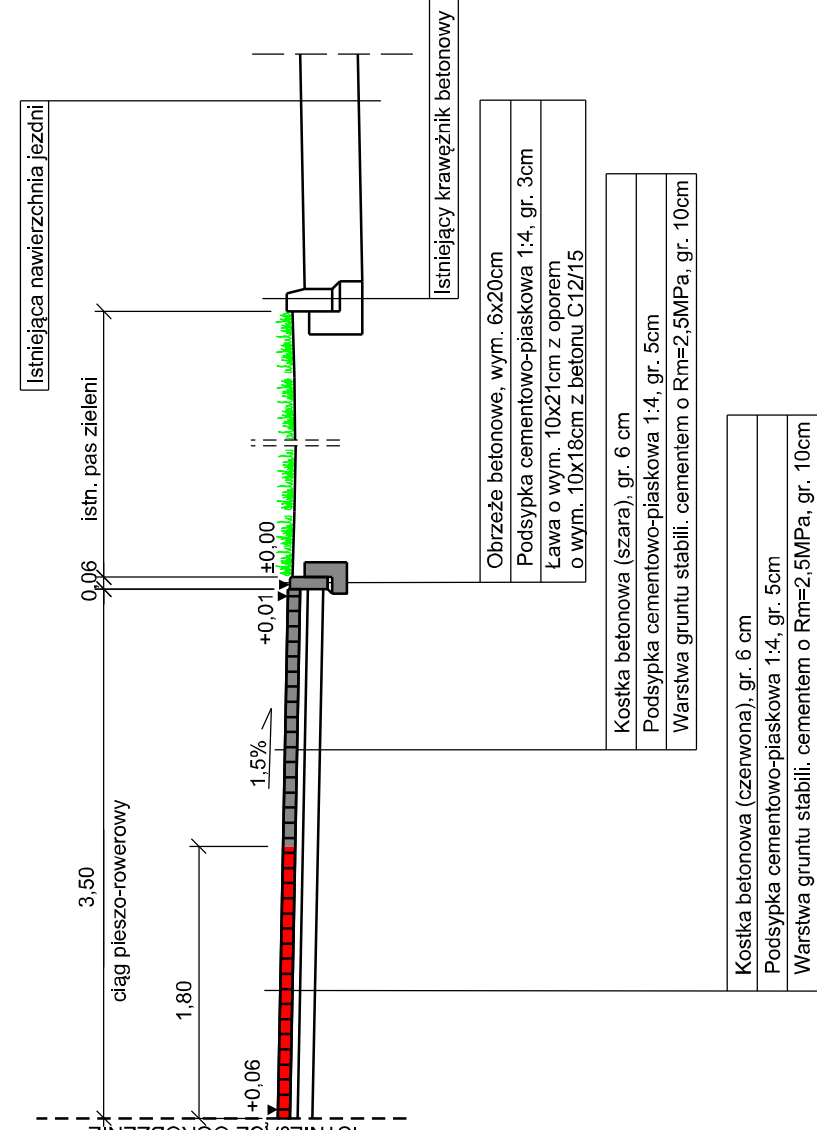 Istniejąca nawierzchnia jezdni
istn. pas zieleni
0,06
3,50
ciąg pieszo-rowerowy
1,80
+0,06
1,5%
+0,01
±0,00
Istniejący krawężnik betonowy
Obrzeże betonowe, wym. 6x20cm
Podsypka cementowo-piaskowa 1:4, gr. 3cm
Ława o wym. 10x21cm z oporem
o wym. 10x18cm z betonu C12/15
Kostka betonowa (szara), gr. 6 cm
Podsypka cementowo-piaskowa 1:4, gr. 5cm
Warstwa gruntu stabili. cementem o Rm=2,5MPa, gr. 10cm
Kostka betonowa (czerwona), gr. 6 cm
Podsypka cementowo-piaskowa 1:4, gr. 5cm
Warstwa gruntu stabili. cementem o Rm=2,5MPa, gr. 10cm